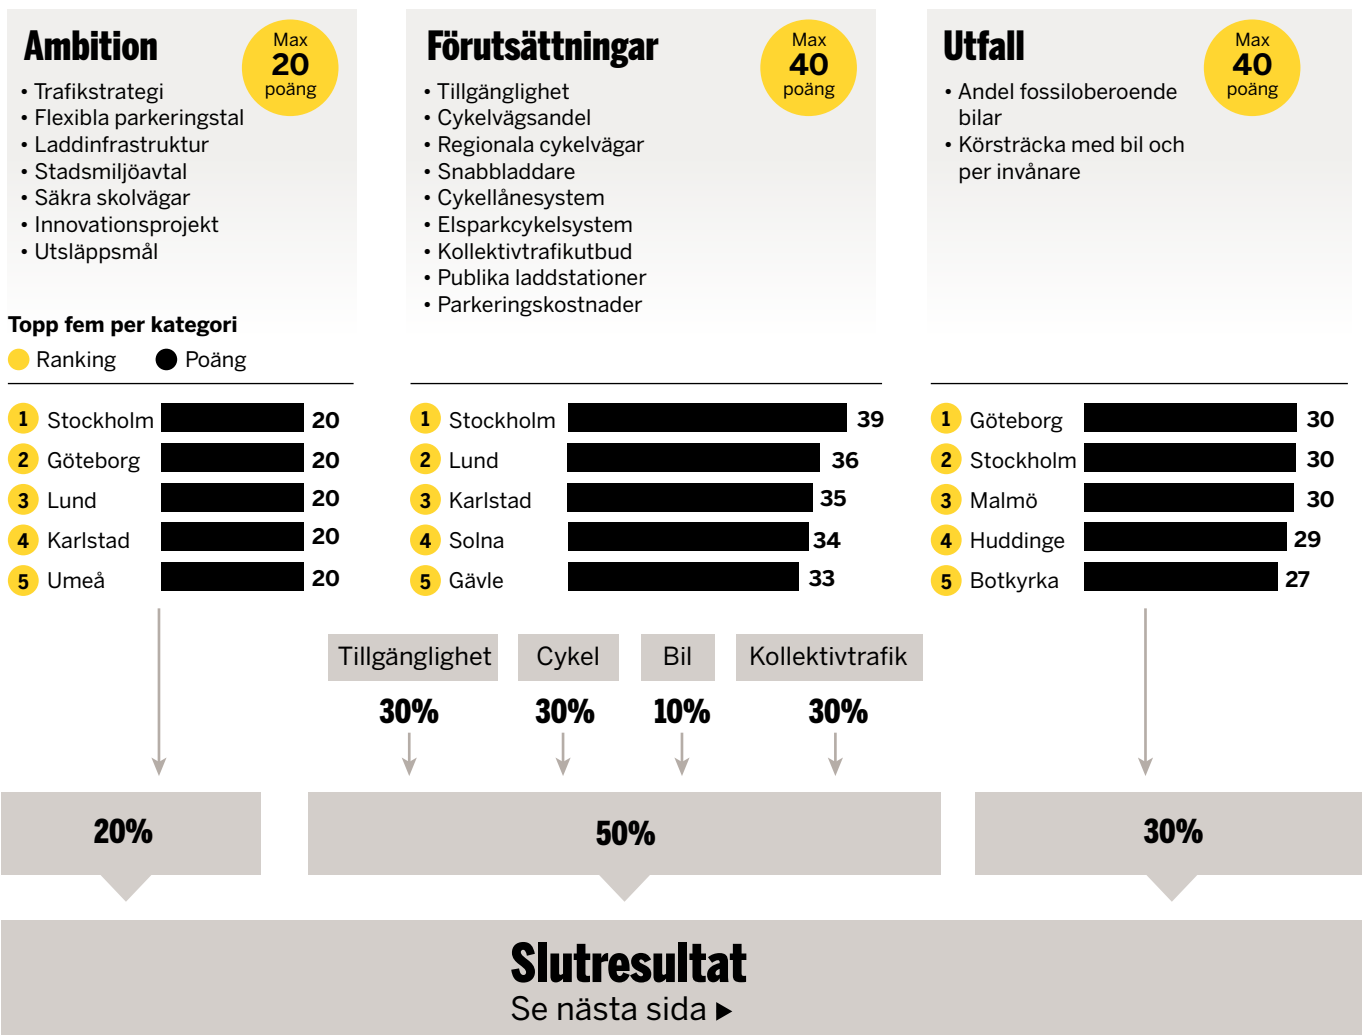 Ambition
Max
20
poäng
• Trafikstrategi
• Flexibla parkeringstal
• Laddinfrastruktur
• Stadsmiljöavtal
• Säkra skolvägar
• Innovationsprojekt
• Utsläppsmål
Förutsättningar
Max
40
poäng
• Tillgänglighet
• Cykelvägsandel
• Regionala cykelvägar
• Snabbladdare
• Cykellånesystem
• Elsparkcykelsystem
• Kollektivtrafikutbud
• Publika laddstationer
• Parkeringskostnader
Utfall
Max
40
poäng
• Andel fossiloberoende
bilar
• Körsträcka med bil och
per invånare
Topp fem per kategori
Ranking Poäng
1 Stockholm 20
2 Göteborg 20
3 Lund 20
4 Karlstad 20
5 Umeå 20
1 Stockholm 39
2 Lund 36
3 Karlstad 35
4 Solna 34
5 Gävle 33
1 Göteborg 30
2 Stockholm 30
3 Malmö 30
4 Huddinge 29
5 Botkyrka 27
Tillgänglighet Cykel Bil Kollektivtrafik
30% 30% 10% 30%
20% 50% 30%
Slutresultat
Se nästa sida ▶